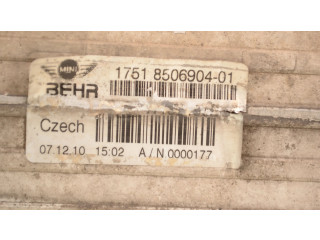 MINI
1751 8506904-01
BEHR
Czech
07.12.10 15:02 A/N 0000177